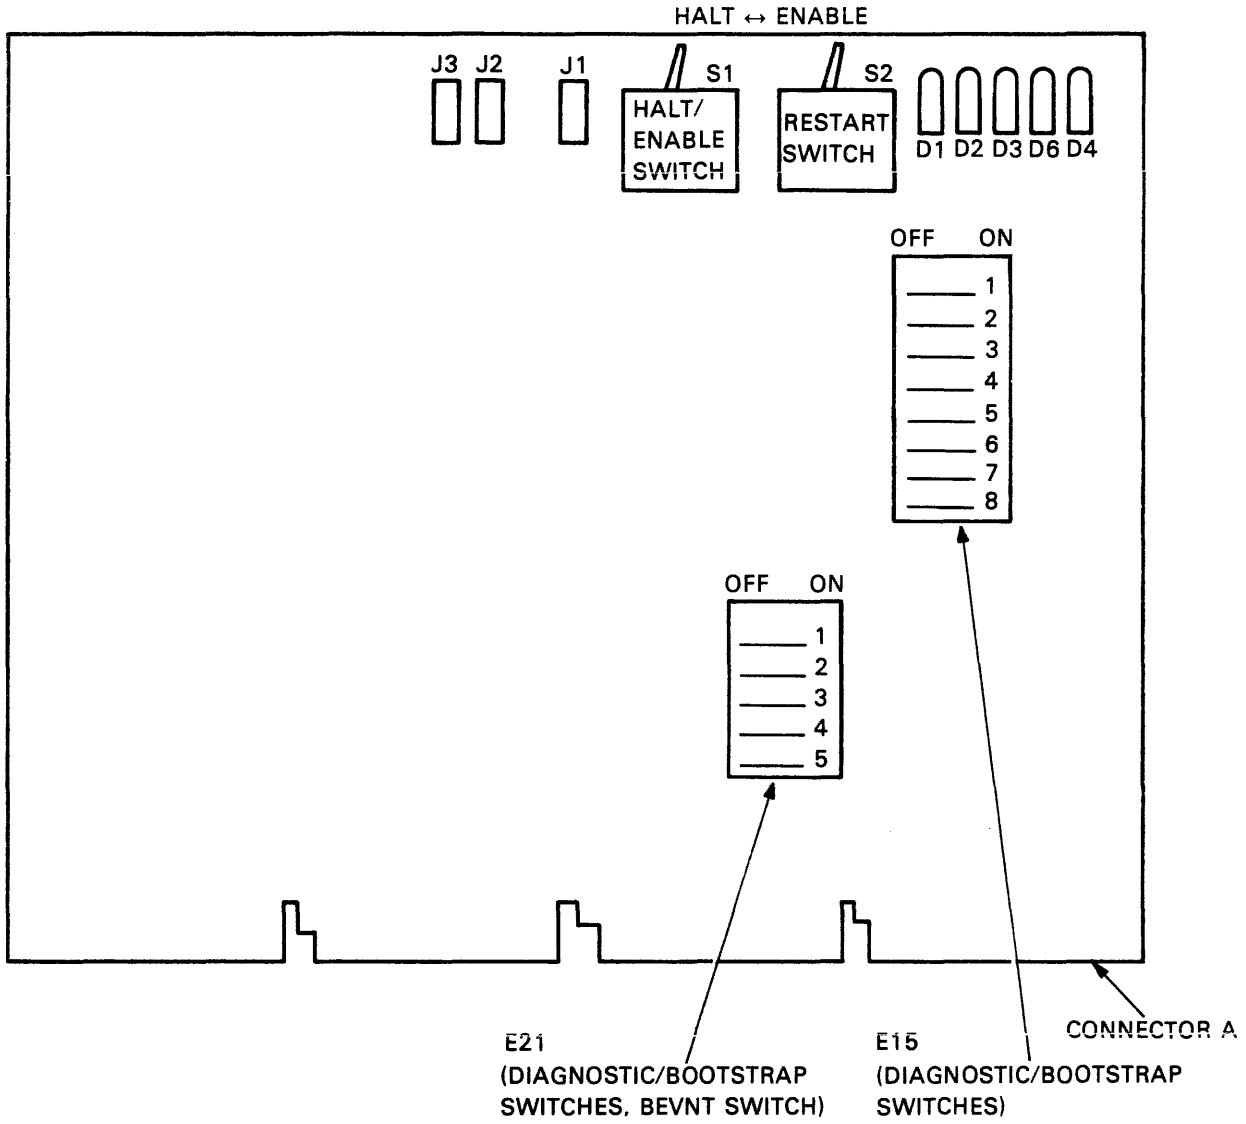 HALT ↔ ENABLE
J3 J2 J1 S1 S2
HALT/
ENABLE
SWITCH
RESTART
SWITCH
D1 D2 D3 D6 D4
OFF ON
1
2
3
4
5
6
7
8
OFF ON
1
2
3
4
5
CONNECTOR A
E21
(DIAGNOSTIC/BOOTSTRAP
SWITCHES, BEVNT SWITCH)
E15
(DIAGNOSTIC/BOOTSTRAP
SWITCHES)